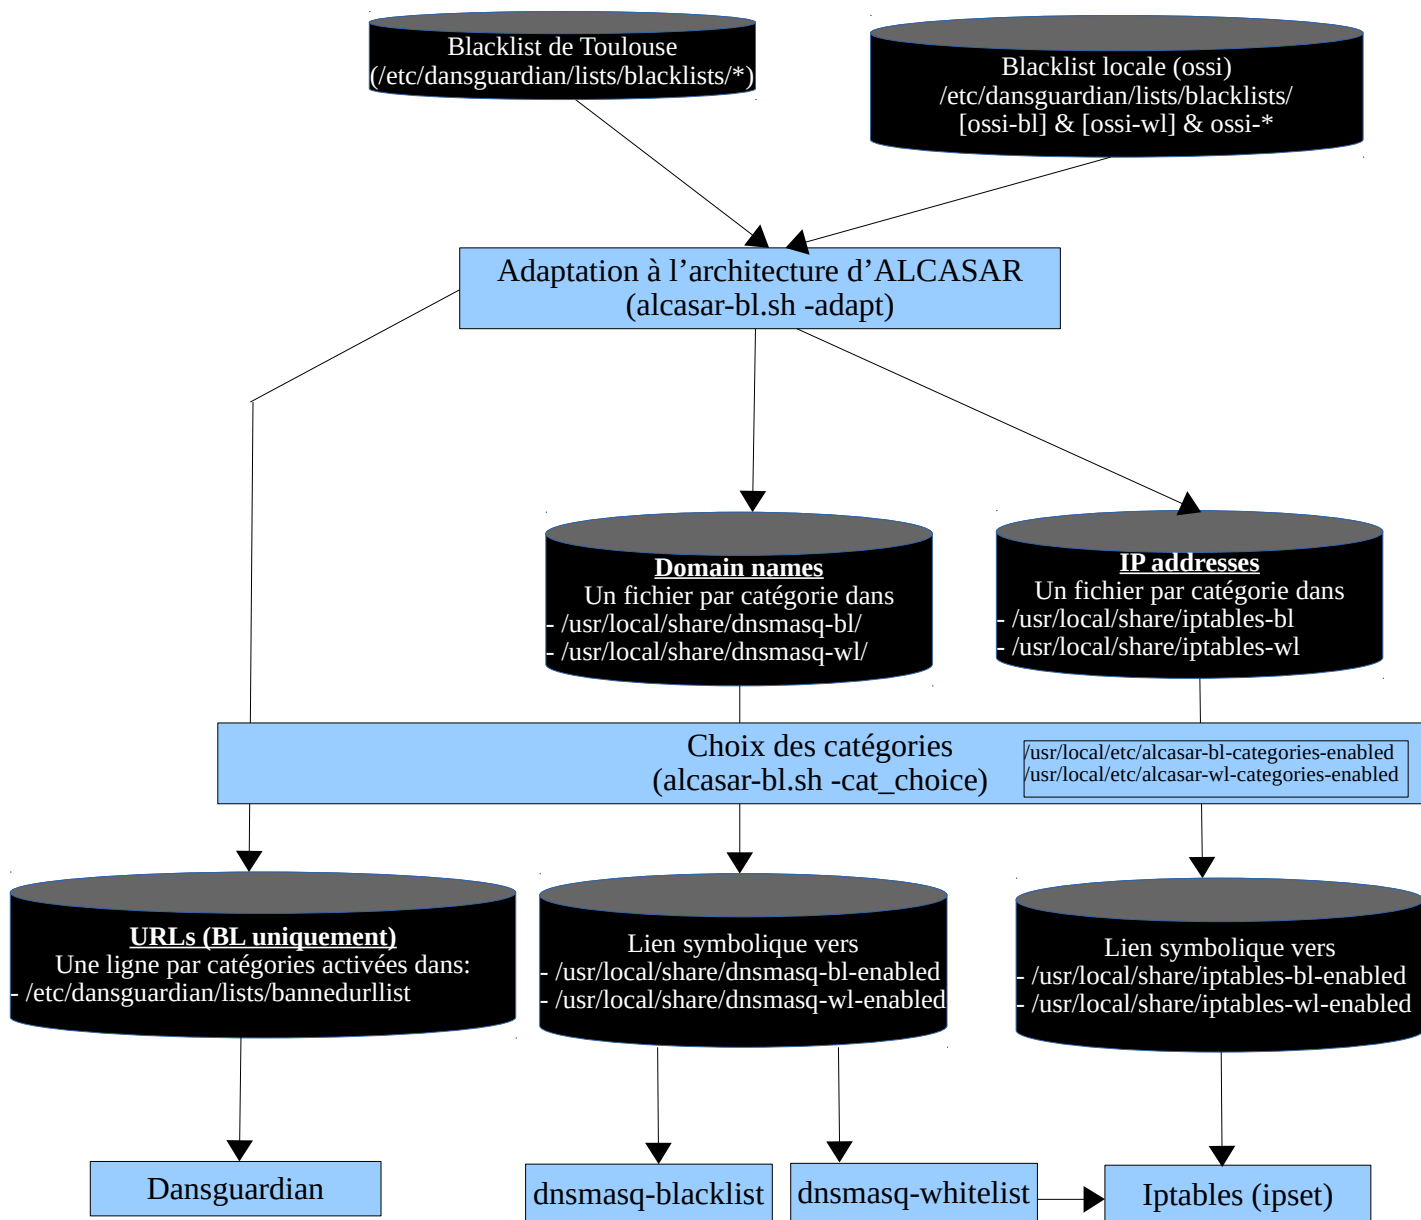 Blacklist de Toulouse
(/etc/dansguardian/lists/blacklists/*)
Blacklist locale (ossi)
/etc/dansguardian/lists/blacklists/
[ossi-bl] & [ossi-wl] & ossi-*
Adaptation à l’architecture d’ALCASAR
(alcasar-bl.sh -adapt)
Domain names
Un fichier par catégorie dans
- /usr/local/share/dnsmasq-bl/
- /usr/local/share/dnsmasq-wl/
IP addresses
Un fichier par catégorie dans
- /usr/local/share/iptables-bl
- /usr/local/share/iptables-wl
Choix des catégories
(alcasar-bl.sh -cat_choice)
/usr/local/etc/alcasar-bl-categories-enabled
/usr/local/etc/alcasar-wl-categories-enabled
URLs (BL uniquement)
Une ligne par catégories activées dans:
- /etc/dansguardian/lists/bannedurllist
Lien symbolique vers
- /usr/local/share/dnsmasq-bl-enabled
- /usr/local/share/dnsmasq-wl-enabled
Lien symbolique vers
- /usr/local/share/iptables-bl-enabled
- /usr/local/share/iptables-wl-enabled
Dansguardian
dnsmasq-blacklist
dnsmasq-whitelist
Iptables (ipset)